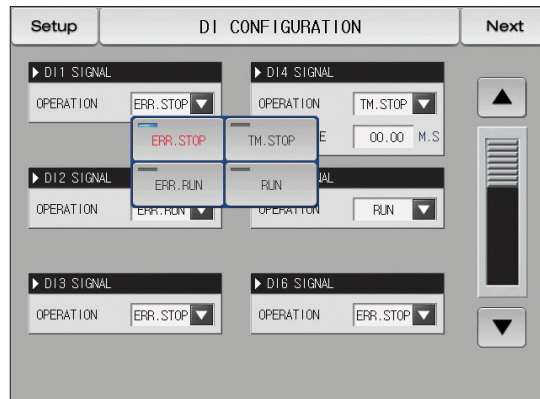 Setup
DI CONFIGURATION
Next
DI1 SIGNAL
OPERATION
ERR.STOP
DI4 SIGNAL
OPERATION
TM.STOP
E
00.00 M.S
ERR.STOP
TM.STOP
ERR.RUN
RUN
DI2 SIGNAL
OPERATION
ERR.RUN
NAL
OPERATION
RUN
DI3 SIGNAL
OPERATION
ERR.STOP
DI6 SIGNAL
OPERATION
ERR.STOP